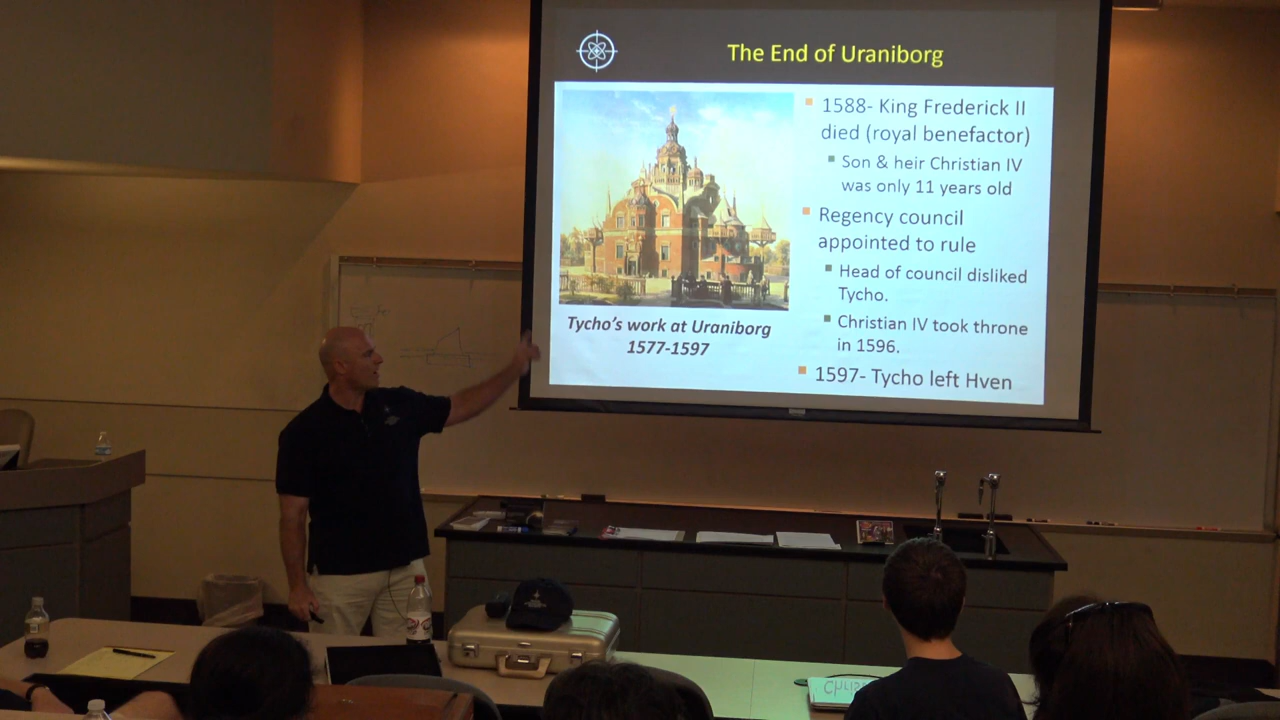 The End of Uraniborg
1588- King Frederick II
died (royal benefactor)
Son & heir Christian IV
was only 11 years old
Regency council
appointed to rule
Head of council disliked
Tycho.
Christian IV took throne
in 1596.
1597- Tycho left Hven
Tycho's work at Uraniborg
1577-1597